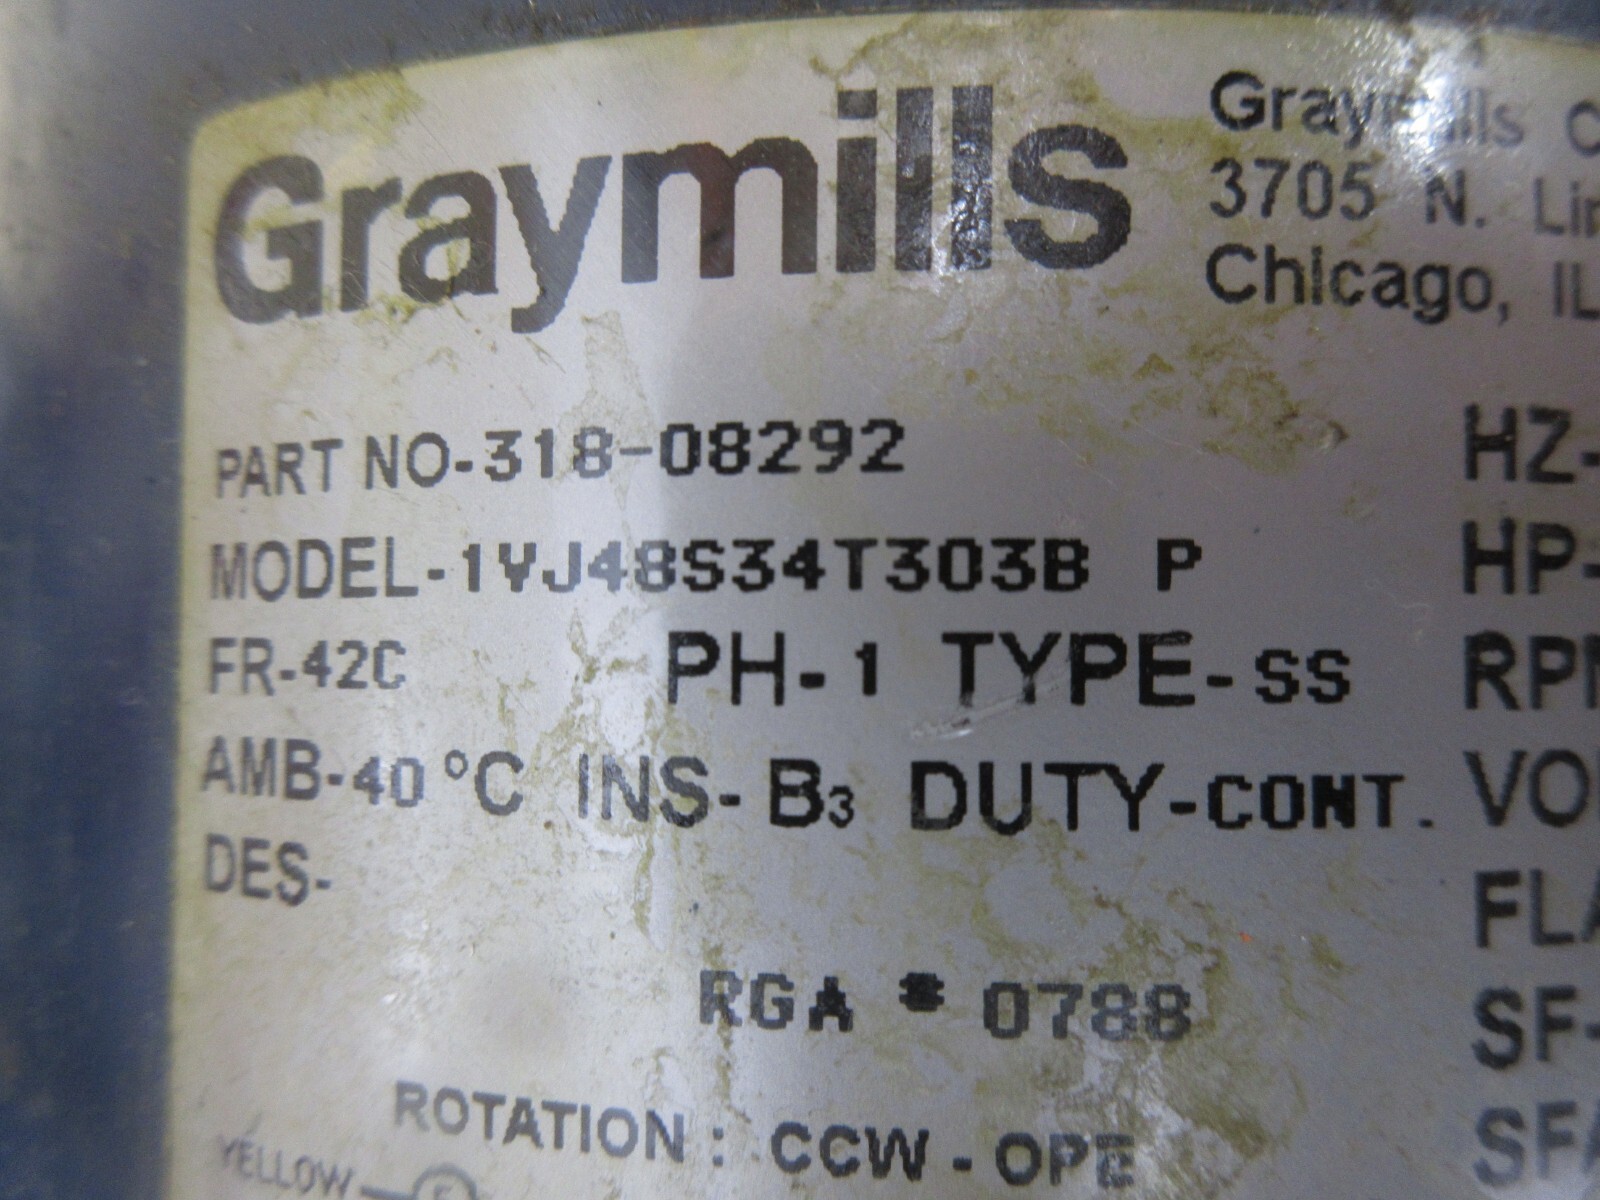 Graymills
Graymills
3705 N.
Chicago, IL
PART NO-318-08292
MODEL-1VJ48S34T303B P
FR-42C PH-1 TYPE-SS
AMB-40 °C INS-B3 DUTY-CONT.
DES-
HZ-
HP-
SF-
RGA # 0788
ROTATION: CCW-OPE
YELLOW